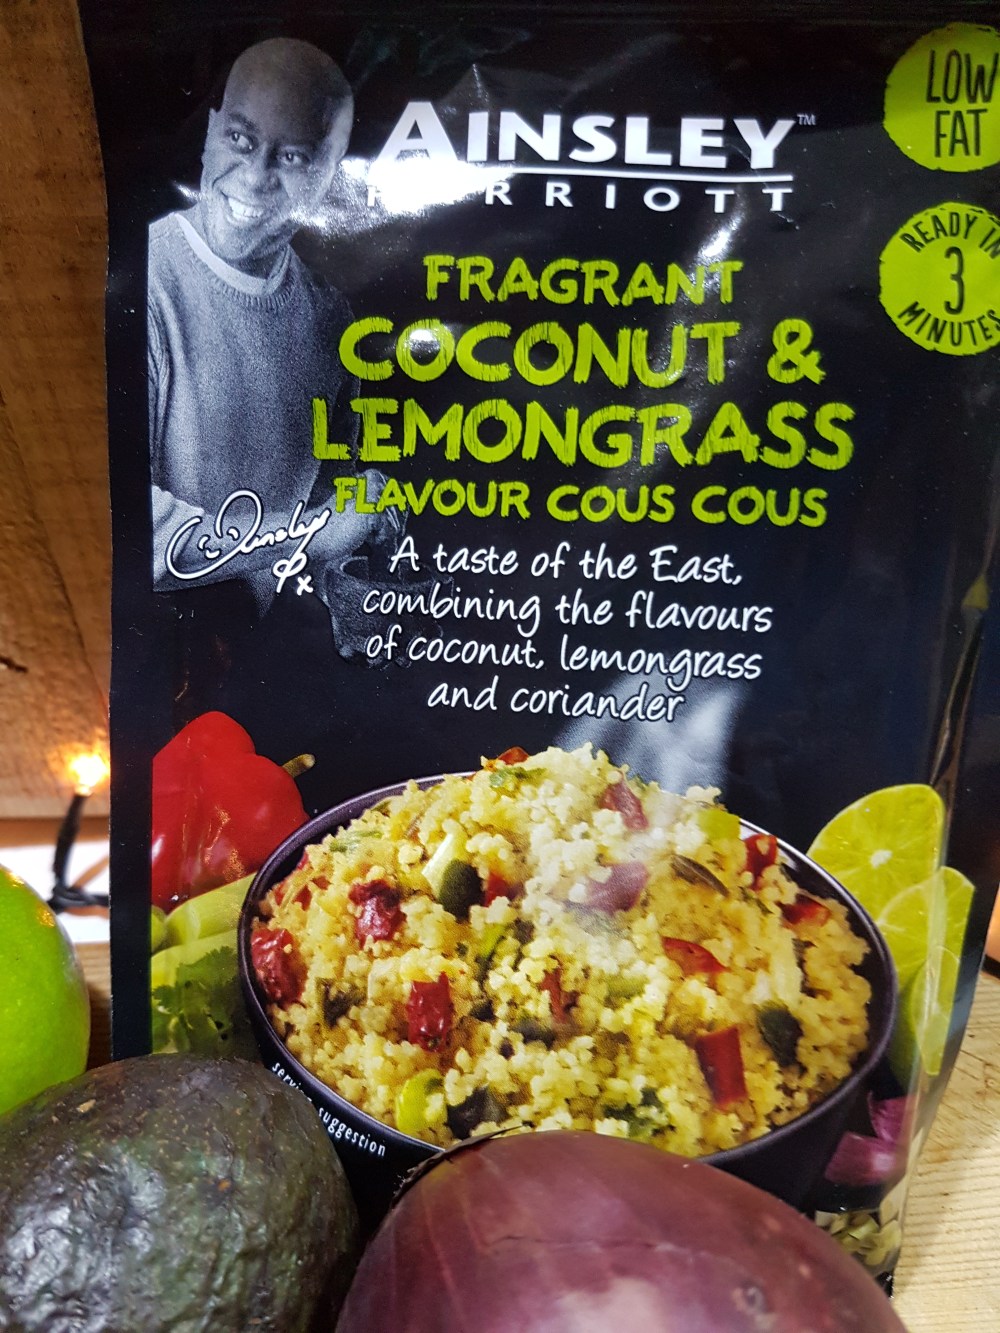 AINSLEY™
HARRIOTT
LOW
FAT
READY IN
3
MINUTES
FRAGRANT
COCONUT &
LEMONGRASS
FLAVOUR COUS COUS
Ainsley
x
A taste of the East,
combining the flavours
of coconut, lemongrass
and coriander
serving suggestion